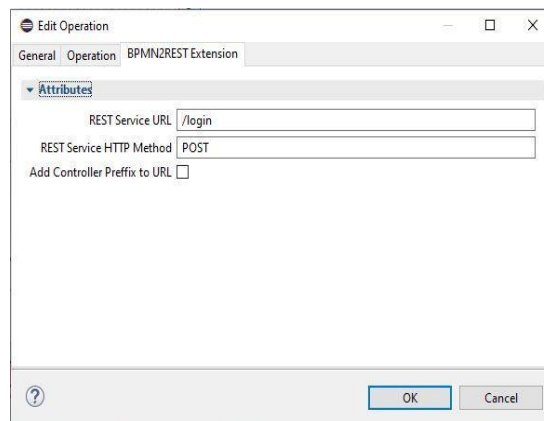 Edit Operation
General Operation BPMN2REST Extension
Attributes
REST Service URL /login
REST Service HTTP Method POST
Add Controller Preffix to URL
OK Cancel